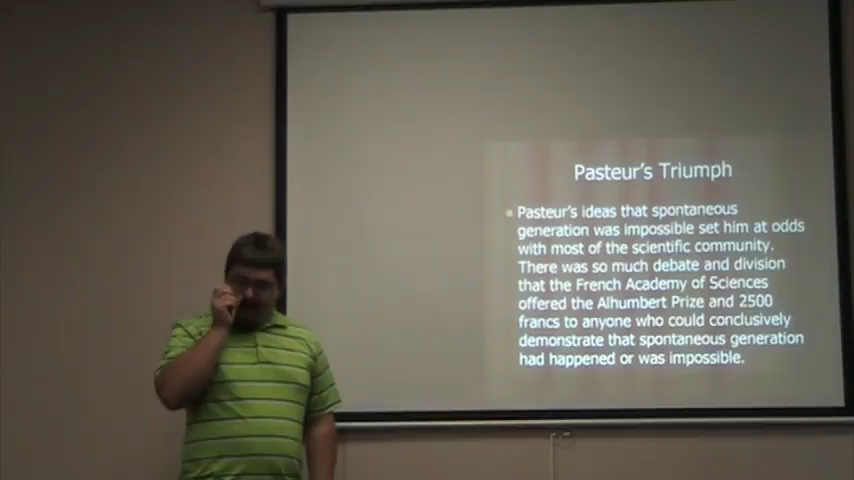 Pasteur's Triumph
Pasteur's ideas that spontaneous
generation was impossible set him at odds
with most of the scientific community.
There was so much debate and division
that the French Academy of Sciences
offered the Alhumbert Prize and 2500
francs to anyone who could conclusively
demonstrate that spontaneous generation
had happened or was impossible.